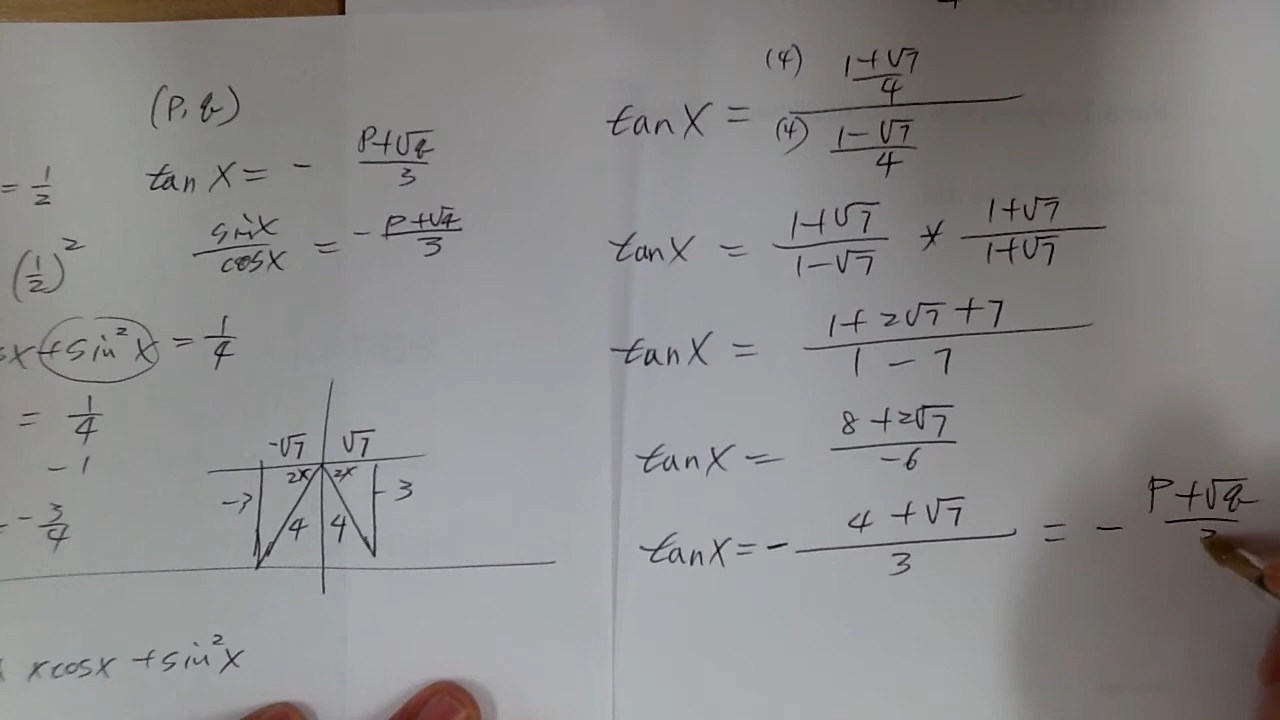 (P, q)
= 1/2
tan X = - (P+√q)/3
(1/2)²
sinx/cosx = - (P+√q)/3
x+sin²x = 1/4
= 1/4
-1
= -3/4
-√7 √7
2x 2x
-3 4 4 -3
xcosx + sin²x
tan X = (4) (1+√7)/4 / (4) (1-√7)/4
tan X = (1+√7)/(1-√7) * (1+√7)/(1+√7)
tan X = (1+2√7+7)/(1-7)
tan X = (8+2√7)/-6
tan X = - (4+√7)/3 = - (P+√q)/3